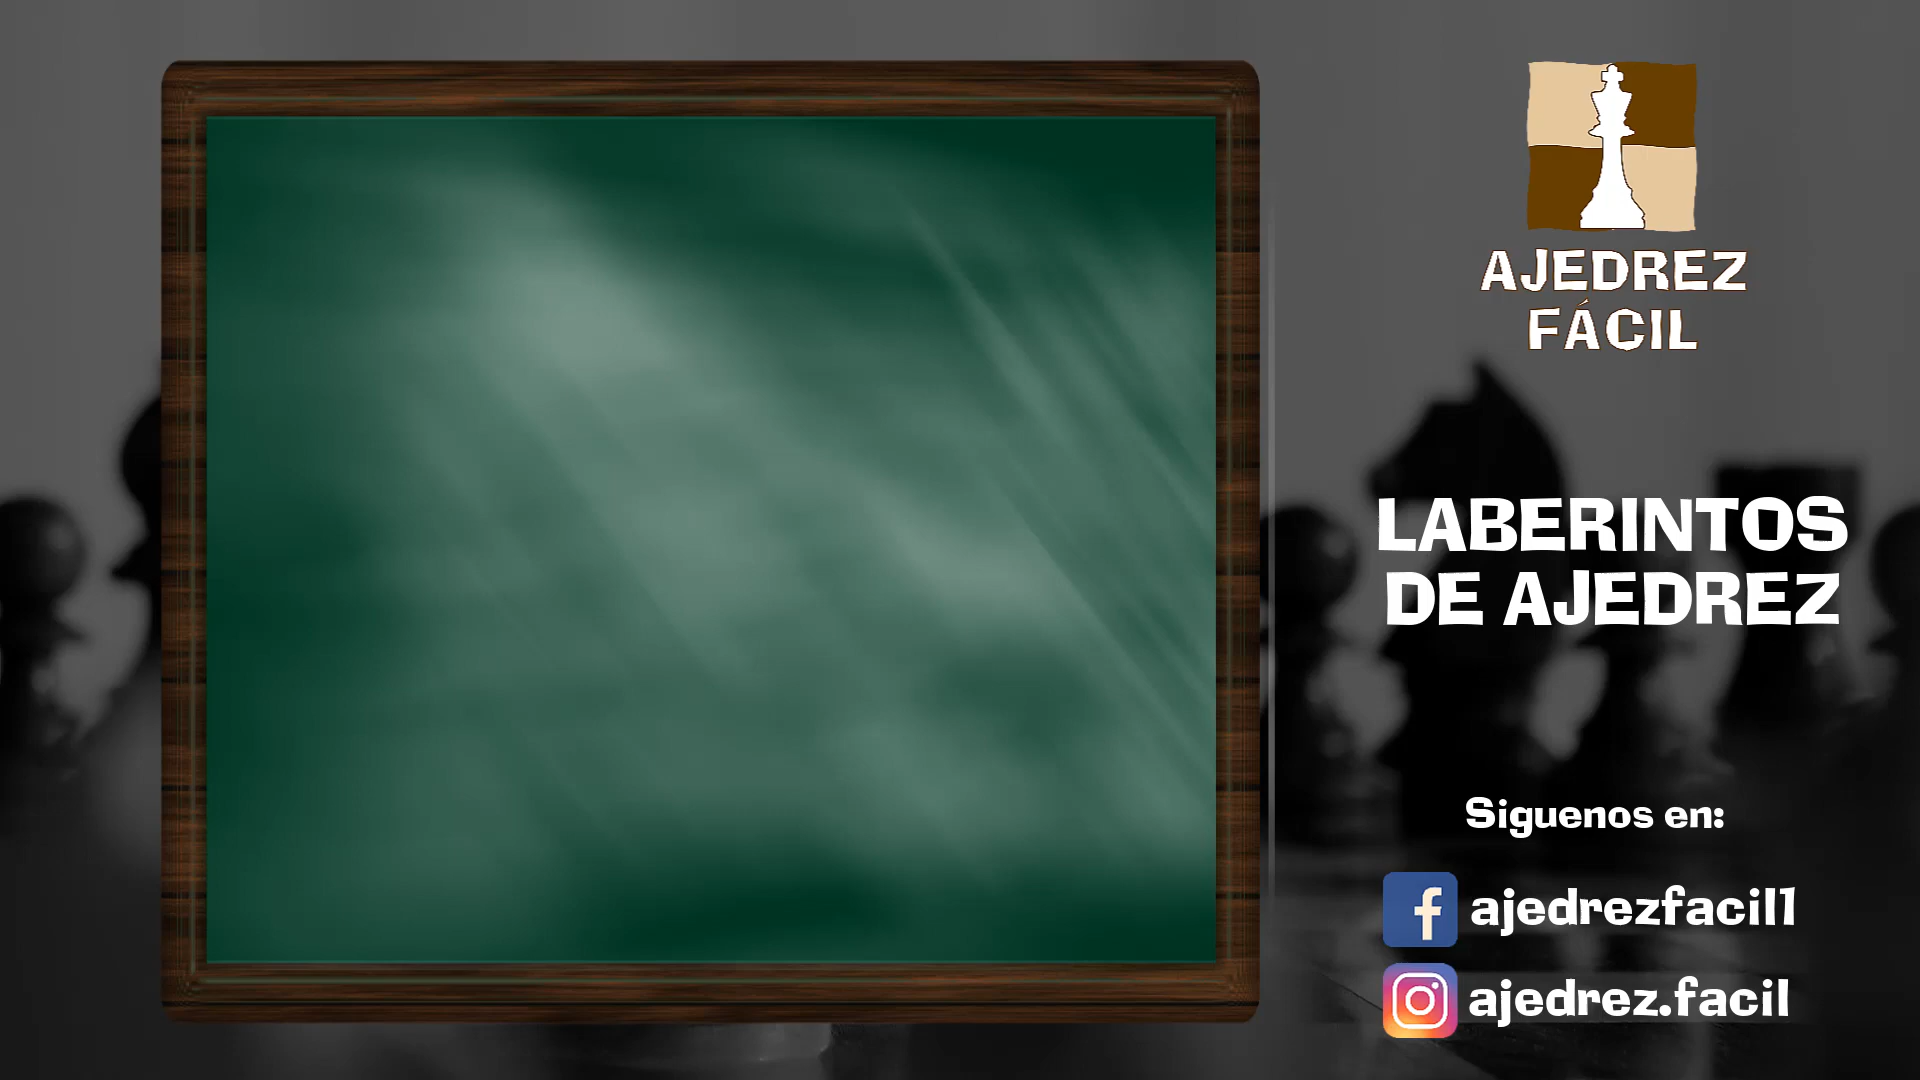 AJEDREZ
FÁCIL
LABERINTOS
DE AJEDREZ
Siguenos en:
ajedrezfacil1
ajedrez.facil